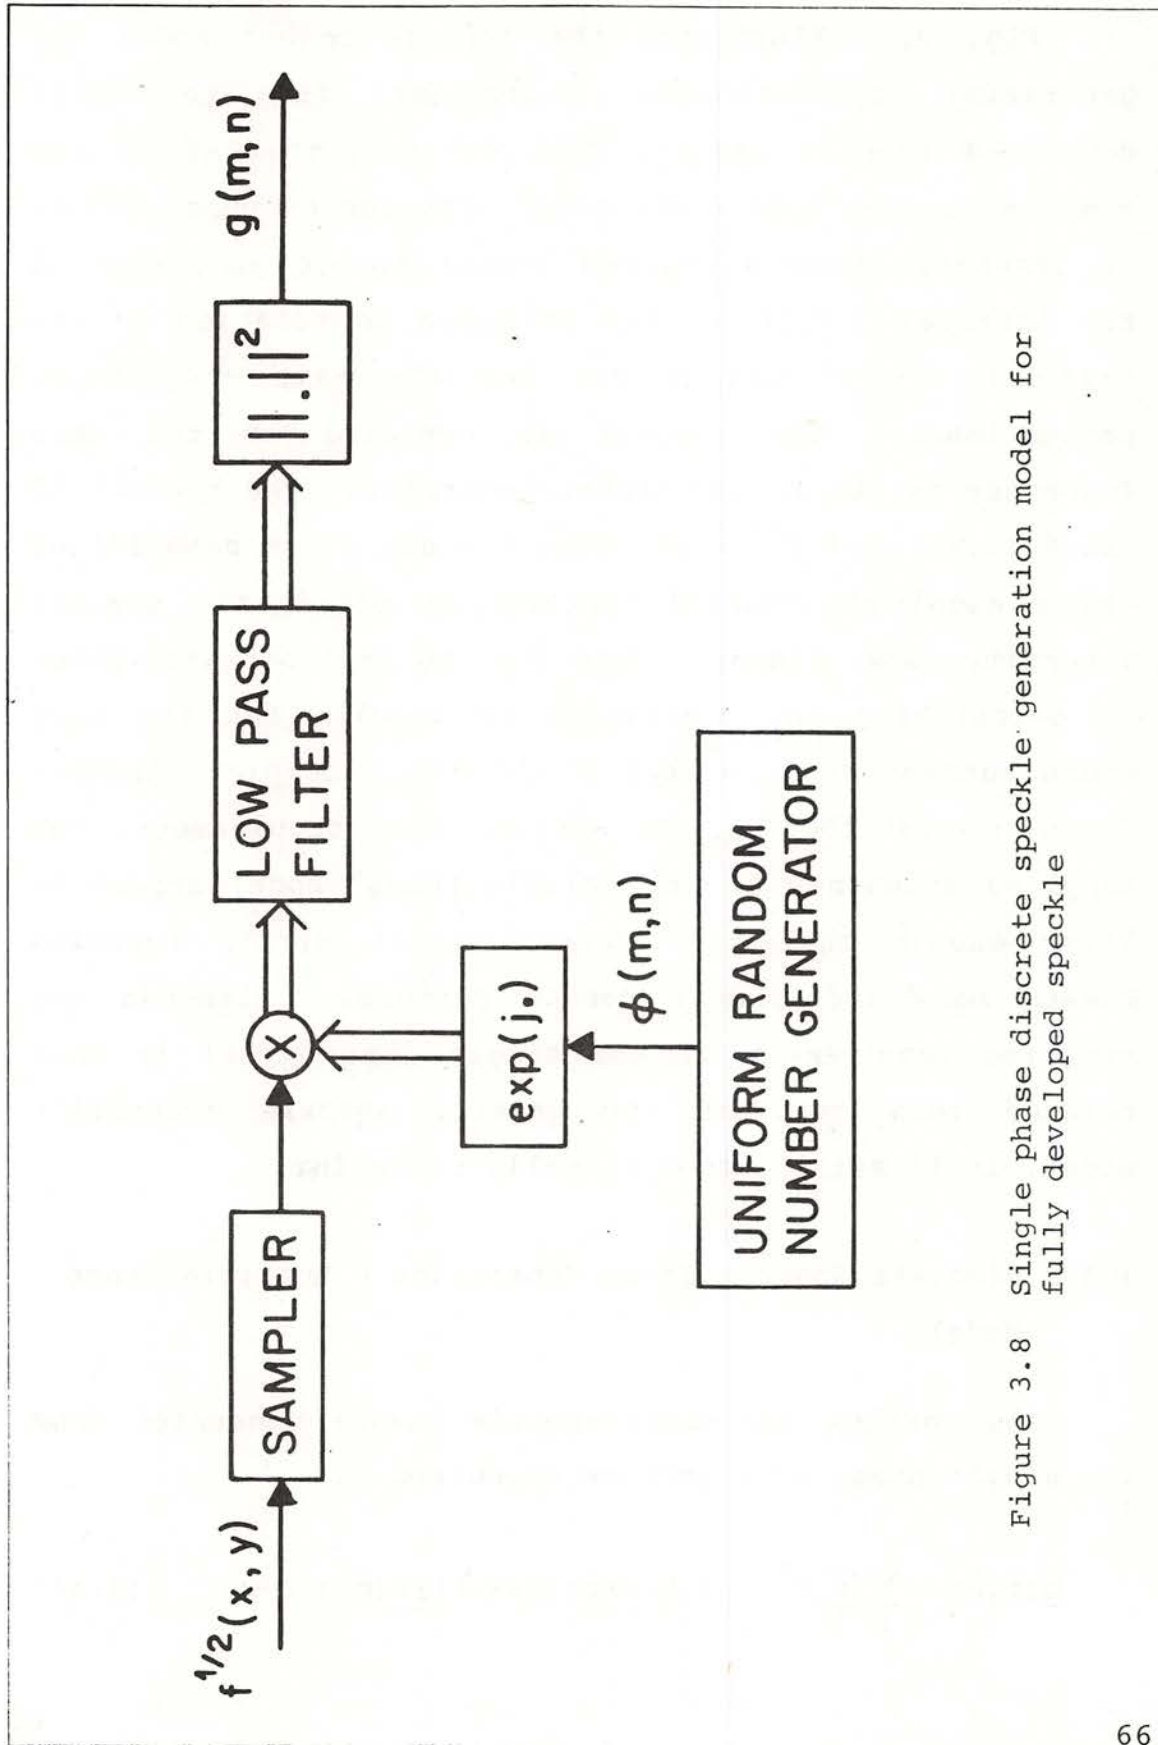 f^{1/2}(x, y)
SAMPLER
X
exp(j.)
ϕ(m,n)
UNIFORM RANDOM
NUMBER GENERATOR
LOW PASS
FILTER
||.||²
g(m,n)
Figure 3.8 Single phase discrete speckle generation model for
fully developed speckle
66